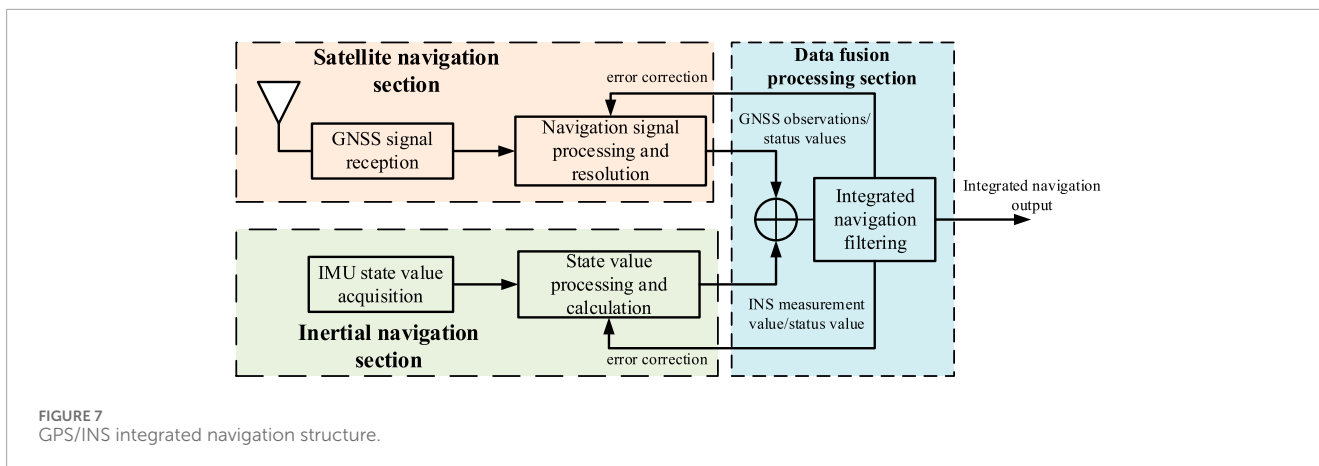 Satellite navigation
section
error correction
GNSS signal
reception
Navigation signal
processing and
resolution
Data fusion
processing section
GNSS observations/
status values
Integrated
navigation
filtering
Integrated navigation
output
IMU state value
acquisition
State value
processing and
calculation
INS measurement
value/status value
Inertial navigation
section
error correction
FIGURE 7
GPS/INS integrated navigation structure.